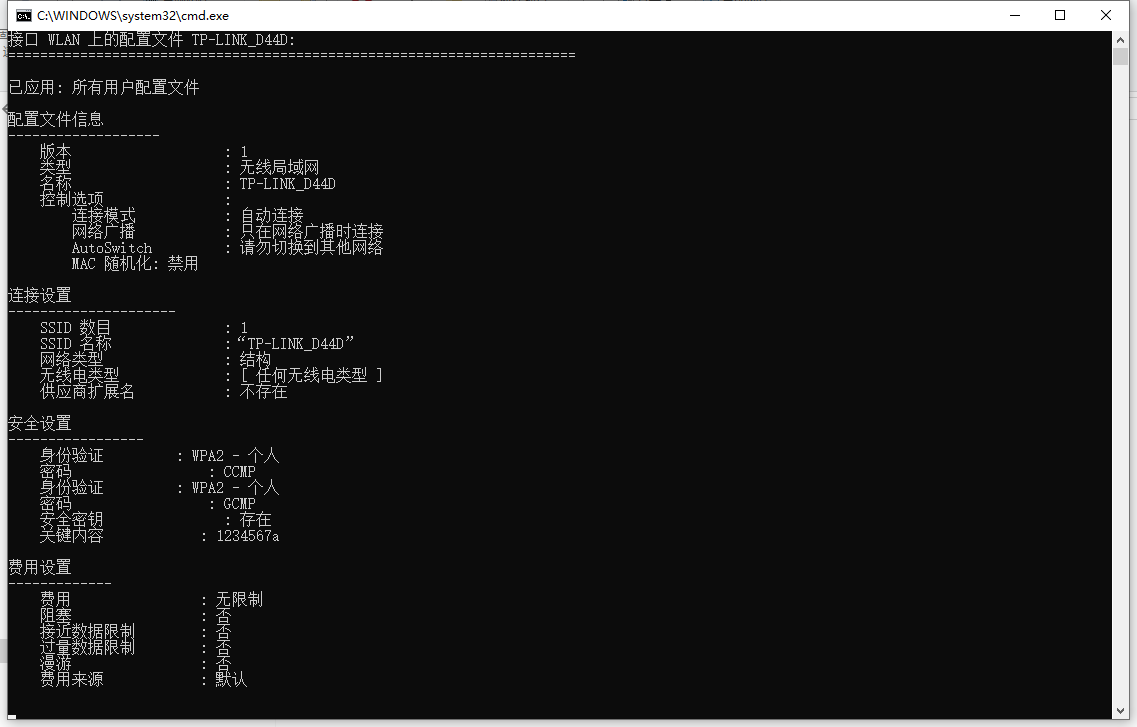 C:\WINDOWS\system32\cmd.exe
接口 WLAN 上的配置文件 TP-LINK_D44D:
=======================================================================
已应用: 所有用户配置文件
配置文件信息
-------------------
版本 : 1
类型 : 无线局域网
名称 : TP-LINK_D44D
控制选项 :
连接模式 : 自动连接
网络广播 : 只在网络广播时连接
AutoSwitch : 请勿切换到其他网络
MAC 随机化: 禁用
连接设置
---------------------
SSID 数目 : 1
SSID 名称 :“TP-LINK_D44D”
网络类型 : 结构
无线电类型 : [ 任何无线电类型 ]
供应商扩展名 : 不存在
安全设置
-----------------
身份验证 : WPA2 - 个人
密码 : CCMP
身份验证 : WPA2 - 个人
密码 : GCMP
安全密钥 : 存在
关键内容 : 1234567a
费用设置
-------------
费用 : 无限制
阻塞 : 否
接近数据限制 : 否
过量数据限制 : 否
漫游 : 否
费用来源 : 默认